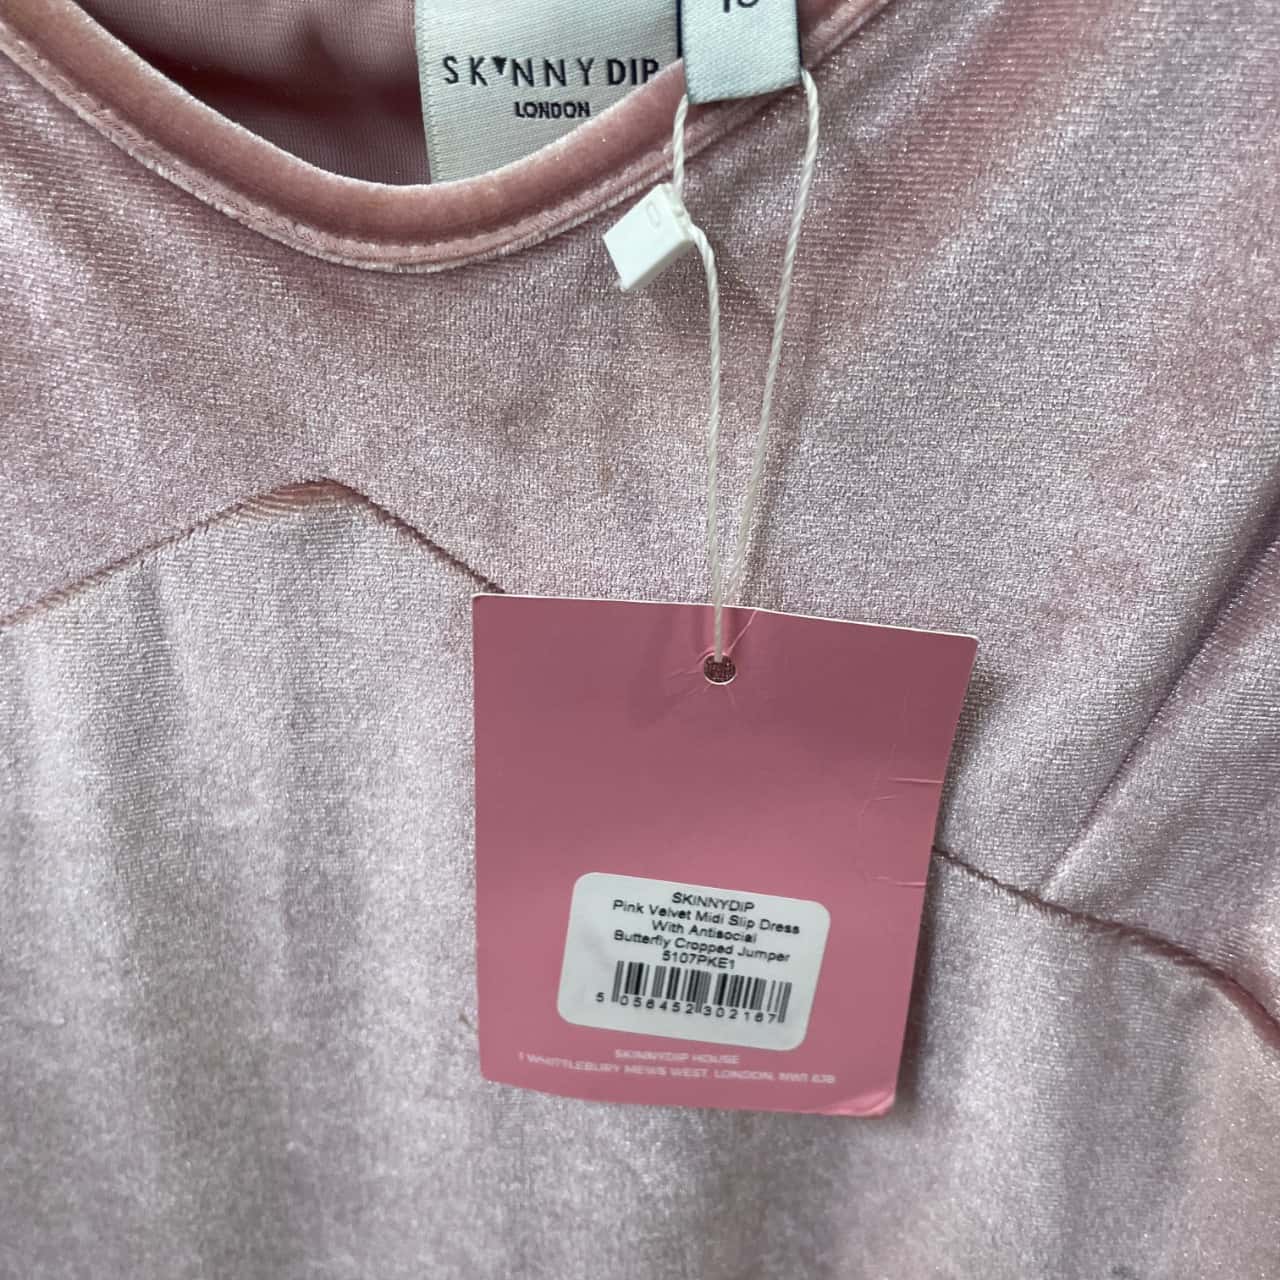 SKINNYDIP
LONDON
SKINNYDIP
Pink Velvet Midi Slip Dress
With Antisocial
Butterfly Cropped Jumper
5107PKE1
5 056452 302167
SKINNYDIP HOUSE
1 WHITTLEBURY MEWS WEST, LONDON, NW1